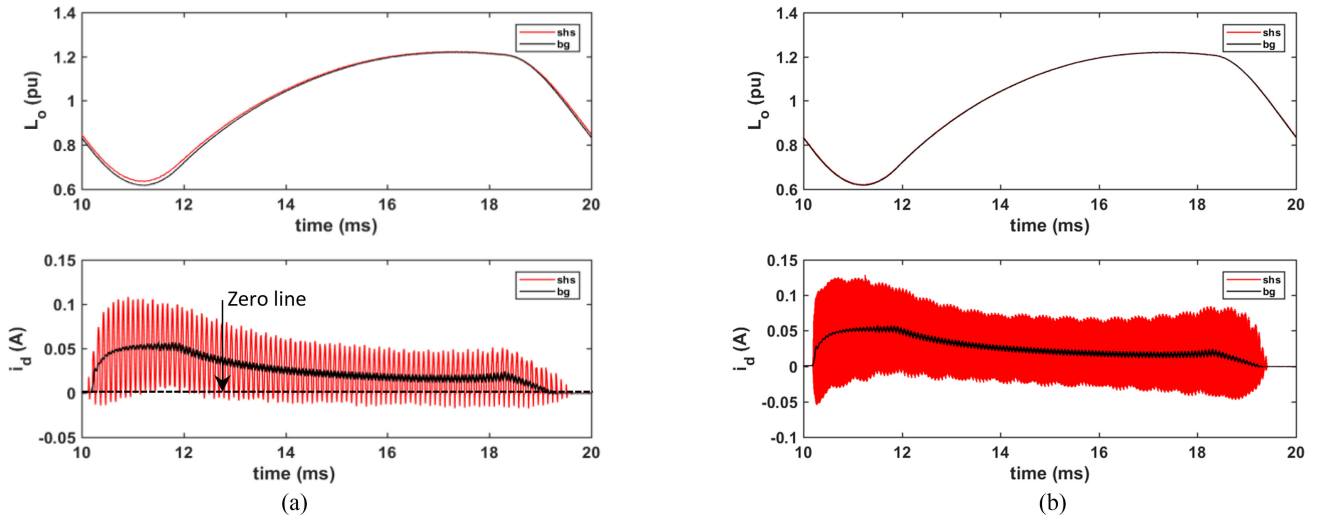 1.4
1.2
1
0.8
0.6
L_o (pu)
shs
bg
10 12 14 16 18 20
time (ms)
0.15
0.1
0.05
0
-0.05
i_d (A)
shs
bg
Zero line
10 12 14 16 18 20
time (ms)
(a)
1.4
1.2
1
0.8
0.6
L_o (pu)
shs
bg
10 12 14 16 18 20
time (ms)
0.15
0.1
0.05
0
-0.05
-0.1
i_d (A)
shs
bg
10 12 14 16 18 20
time (ms)
(b)